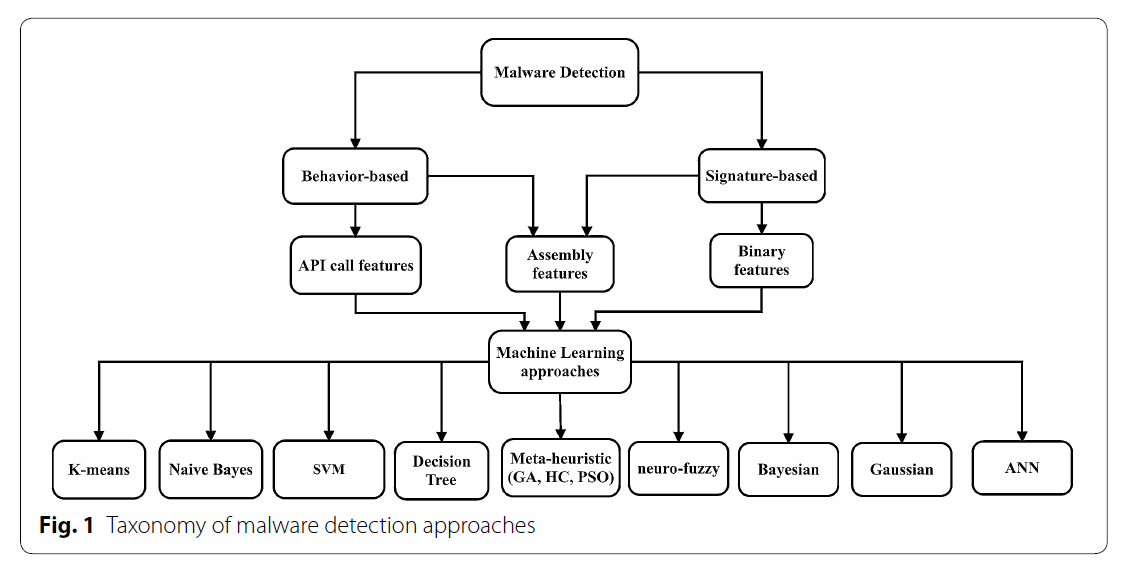 Malware Detection
Behavior-based
Signature-based
API call features
Assembly
features
Binary
features
Machine Learning
approaches
K-means
Naive Bayes
SVM
Decision
Tree
Meta-heuristic
(GA, HC, PSO)
neuro-fuzzy
Bayesian
Gaussian
ANN
Fig. 1 Taxonomy of malware detection approaches